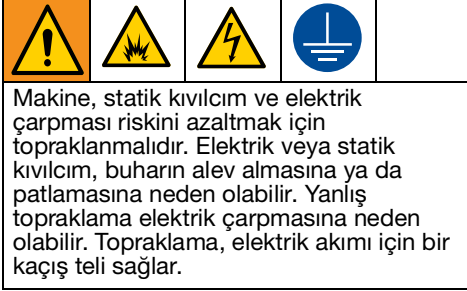 Makine, statik kıvılcım ve elektrik
çarpması riskini azaltmak için
topraklanmalıdır. Elektrik veya statik
kıvılcım, buharın alev almasına ya da
patlamasına neden olabilir. Yanlış
topraklama elektrik çarpmasına neden
olabilir. Topraklama, elektrik akımı için bir
kaçış teli sağlar.